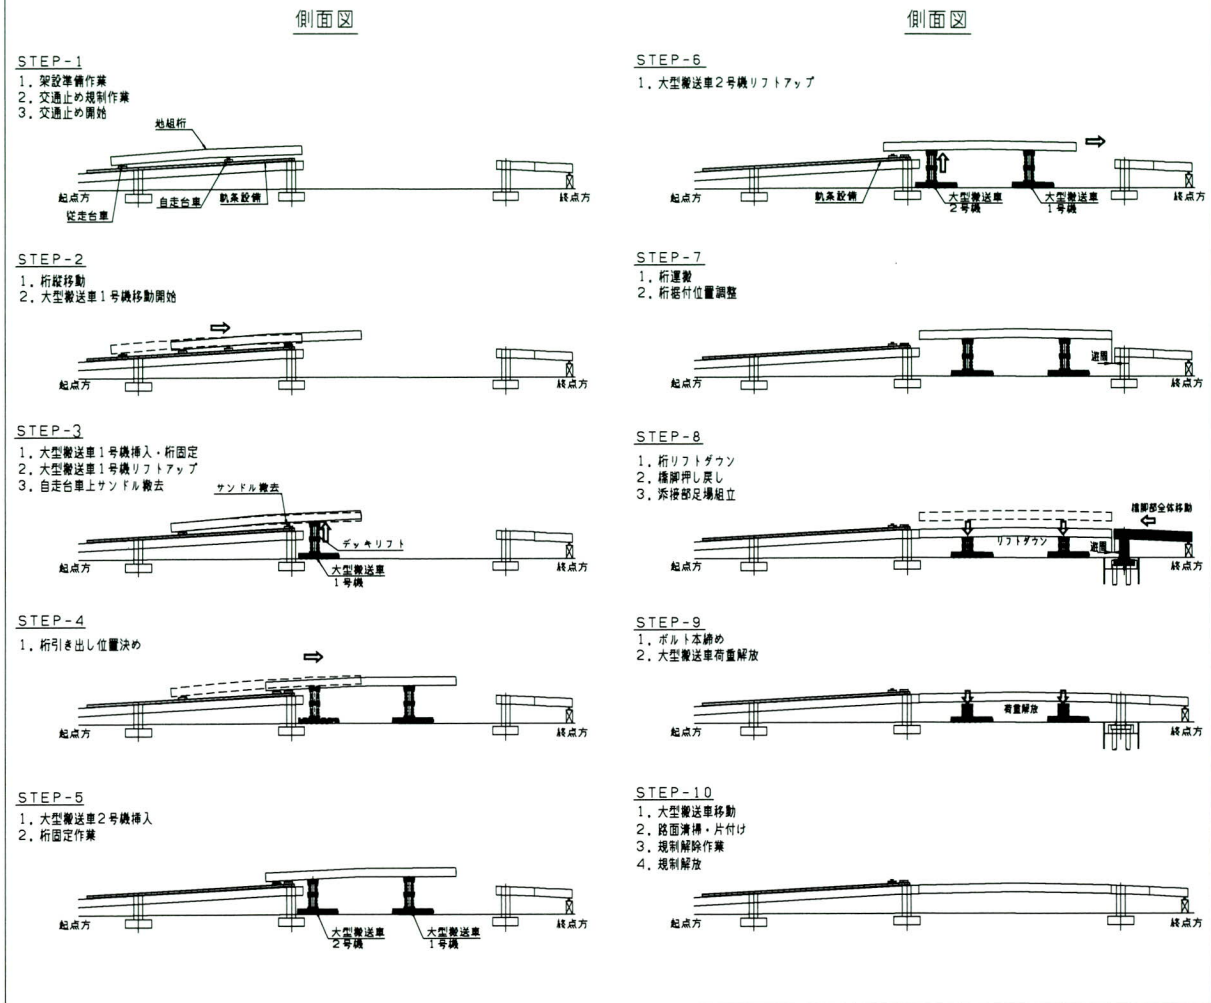 側面図
STEP-1
1. 架設準備作業
2. 交通止め規制作業
3. 交通止め開始
地組桁
起点方
従走台車
自走台車
軌条設備
終点方
STEP-2
1. 桁縦移動
2. 大型搬送車1号機移動開始
起点方
終点方
STEP-3
1. 大型搬送車1号機挿入・桁固定
2. 大型搬送車1号機リフトアップ
3. 自走台車上サンドル撤去
サンドル撤去
デッキリフト
起点方
大型搬送車
1号機
終点方
STEP-4
1. 桁引き出し位置決め
起点方
終点方
STEP-5
1. 大型搬送車2号機挿入
2. 桁固定作業
起点方
大型搬送車
2号機
大型搬送車
1号機
終点方
側面図
STEP-6
1. 大型搬送車2号機リフトアップ
起点方
軌条設備
大型搬送車
2号機
大型搬送車
1号機
終点方
STEP-7
1. 桁運搬
2. 桁据付位置調整
遊間
起点方
終点方
STEP-8
1. 桁リフトダウン
2. 橋脚押し戻し
3. 添接部足場組立
橋脚部全体移動
リフトダウン
遊間
起点方
終点方
STEP-9
1. ボルト本締め
2. 大型搬送車荷重解放
荷重解放
起点方
終点方
STEP-10
1. 大型搬送車移動
2. 路面清掃・片付け
3. 規制解除作業
4. 規制解放
起点方
終点方